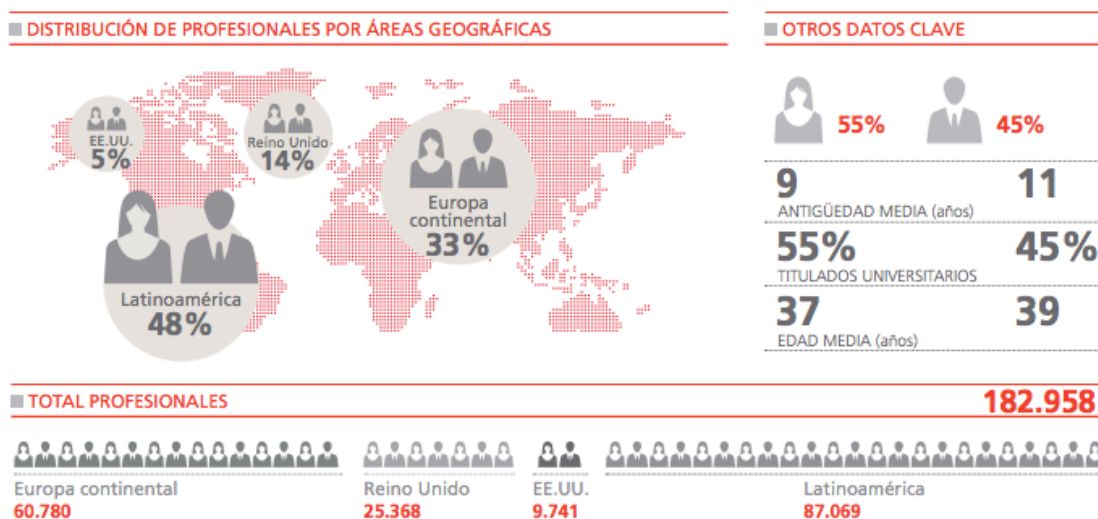 DISTRIBUCIÓN DE PROFESIONALES POR ÁREAS GEOGRÁFICAS
EE.UU.
5%
Reino Unido
14%
Europa
continental
33%
Latinoamérica
48%
OTROS DATOS CLAVE
55% 45%
9 11
ANTIGÜEDAD MEDIA (años)
55% 45%
TITULADOS UNIVERSITARIOS
37 39
EDAD MEDIA (años)
TOTAL PROFESIONALES 182.958
Europa continental
60.780
Reino Unido
25.368
EE.UU.
9.741
Latinoamérica
87.069